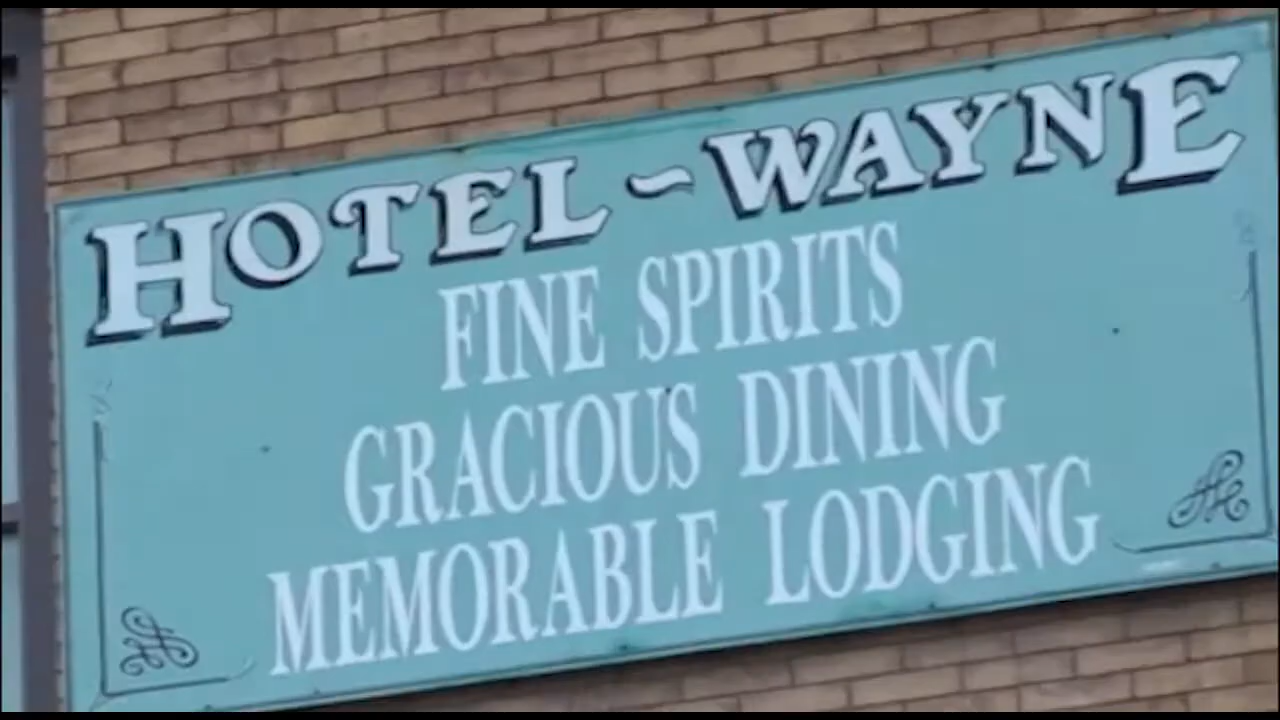 HOTEL ~ WAYNE
FINE SPIRITS
GRACIOUS DINING
MEMORABLE LODGING